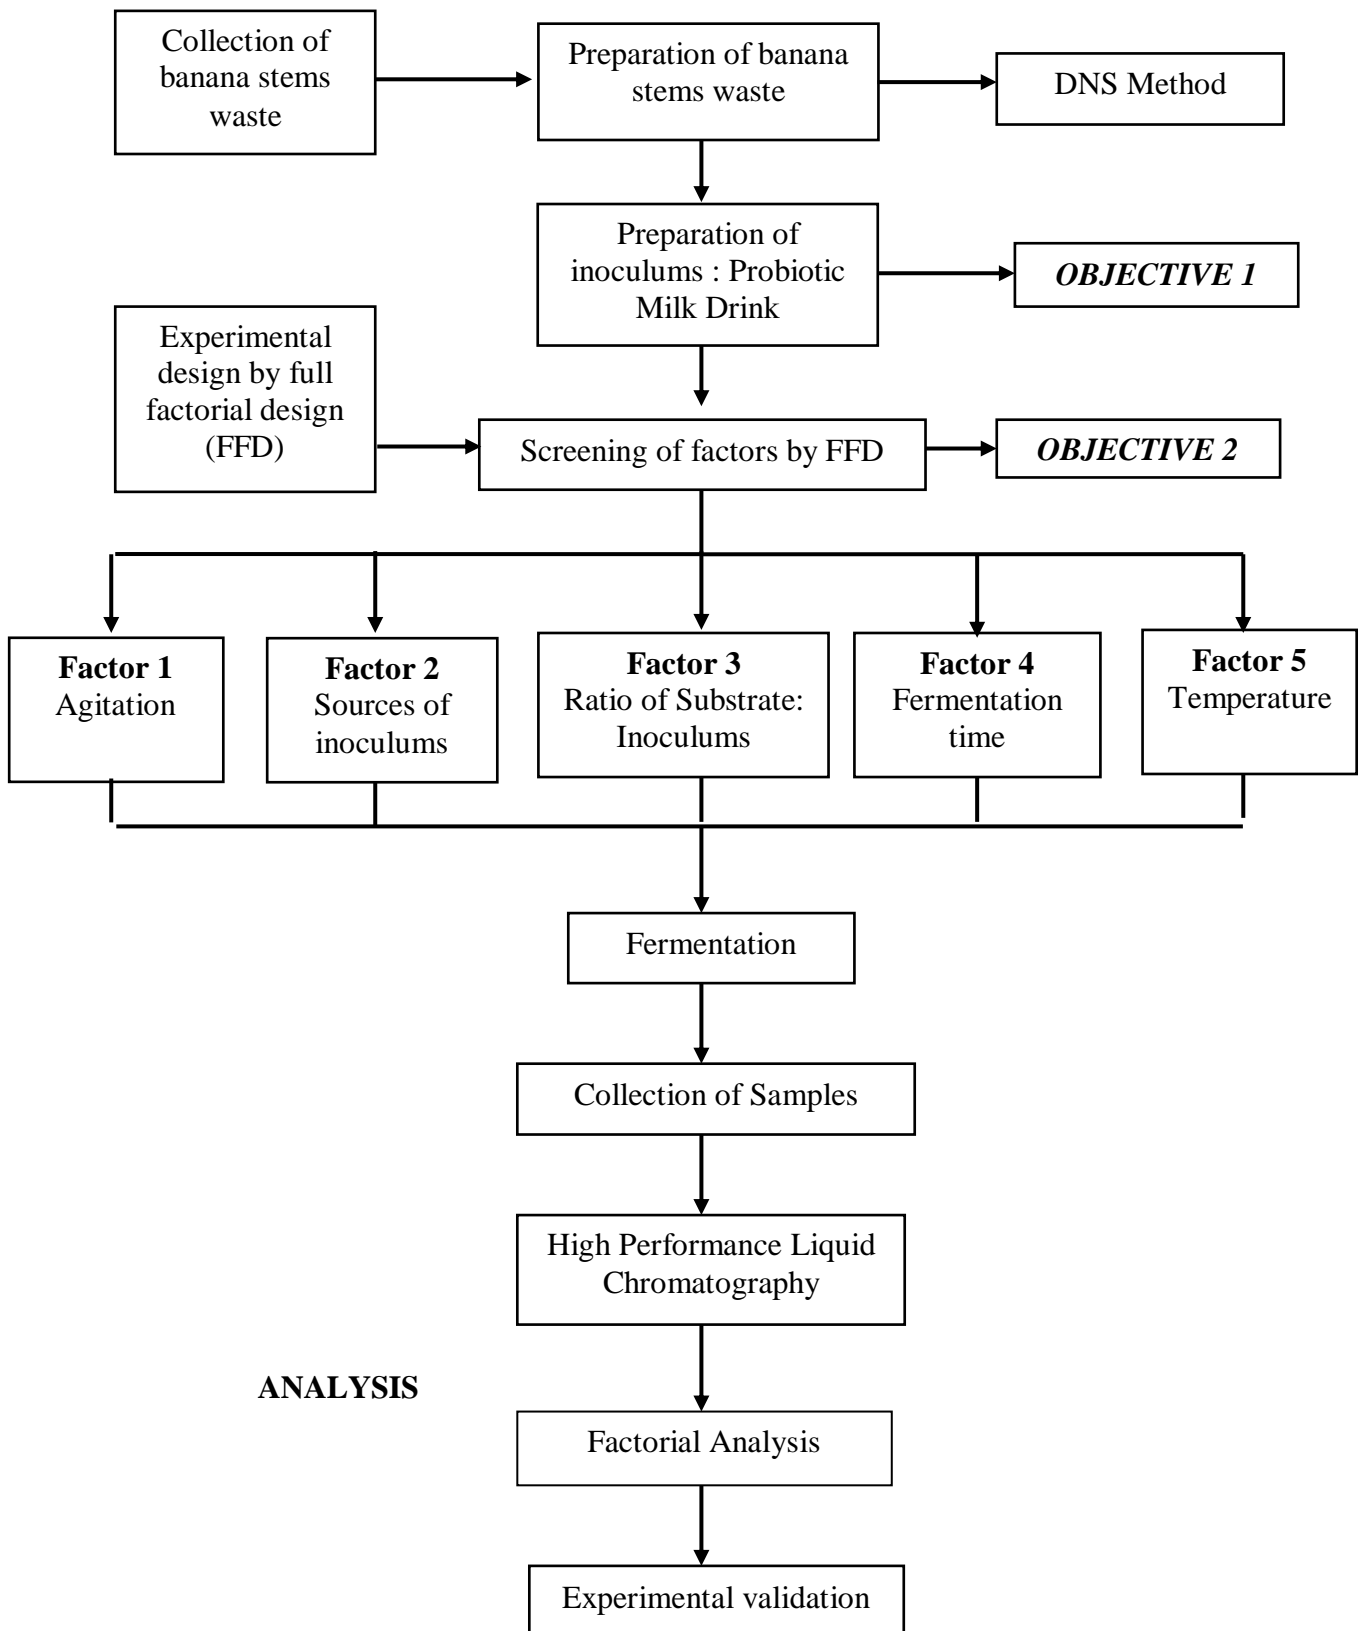 Collection of
banana stems
waste
Preparation of banana
stems waste
DNS Method
Preparation of
inoculums : Probiotic
Milk Drink
OBJECTIVE 1
Experimental
design by full
factorial design
(FFD)
Screening of factors by FFD
OBJECTIVE 2
Factor 1
Agitation
Factor 2
Sources of
inoculums
Factor 3
Ratio of Substrate:
Inoculums
Factor 4
Fermentation
time
Factor 5
Temperature
Fermentation
Collection of Samples
High Performance Liquid
Chromatography
ANALYSIS
Factorial Analysis
Experimental validation